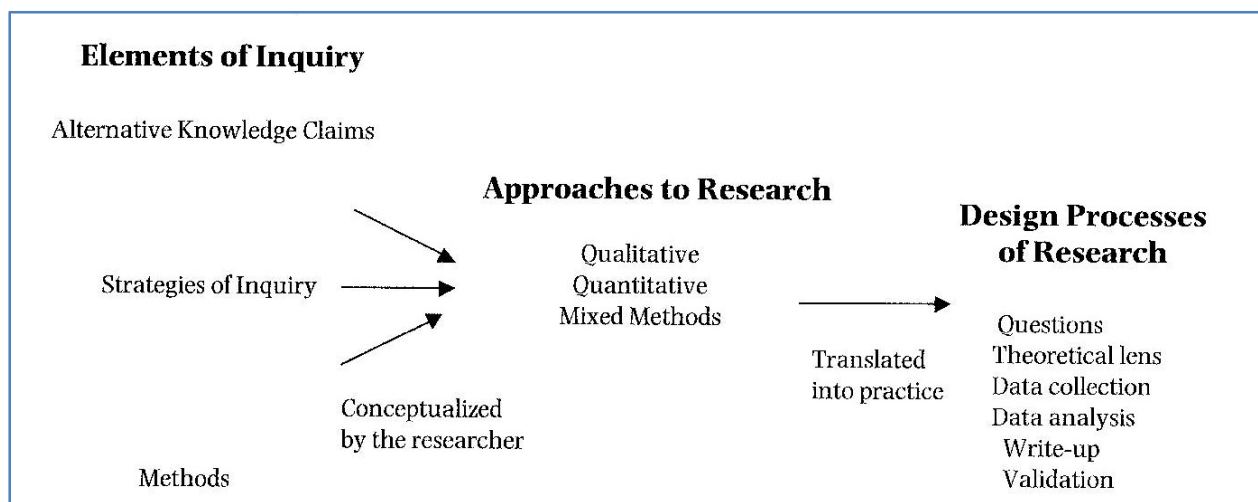 Elements of Inquiry
Alternative Knowledge Claims
Strategies of Inquiry
Methods
Conceptualized
by the researcher
Approaches to Research
Qualitative
Quantitative
Mixed Methods
Translated
into practice
Design Processes
of Research
Questions
Theoretical lens
Data collection
Data analysis
Write-up
Validation